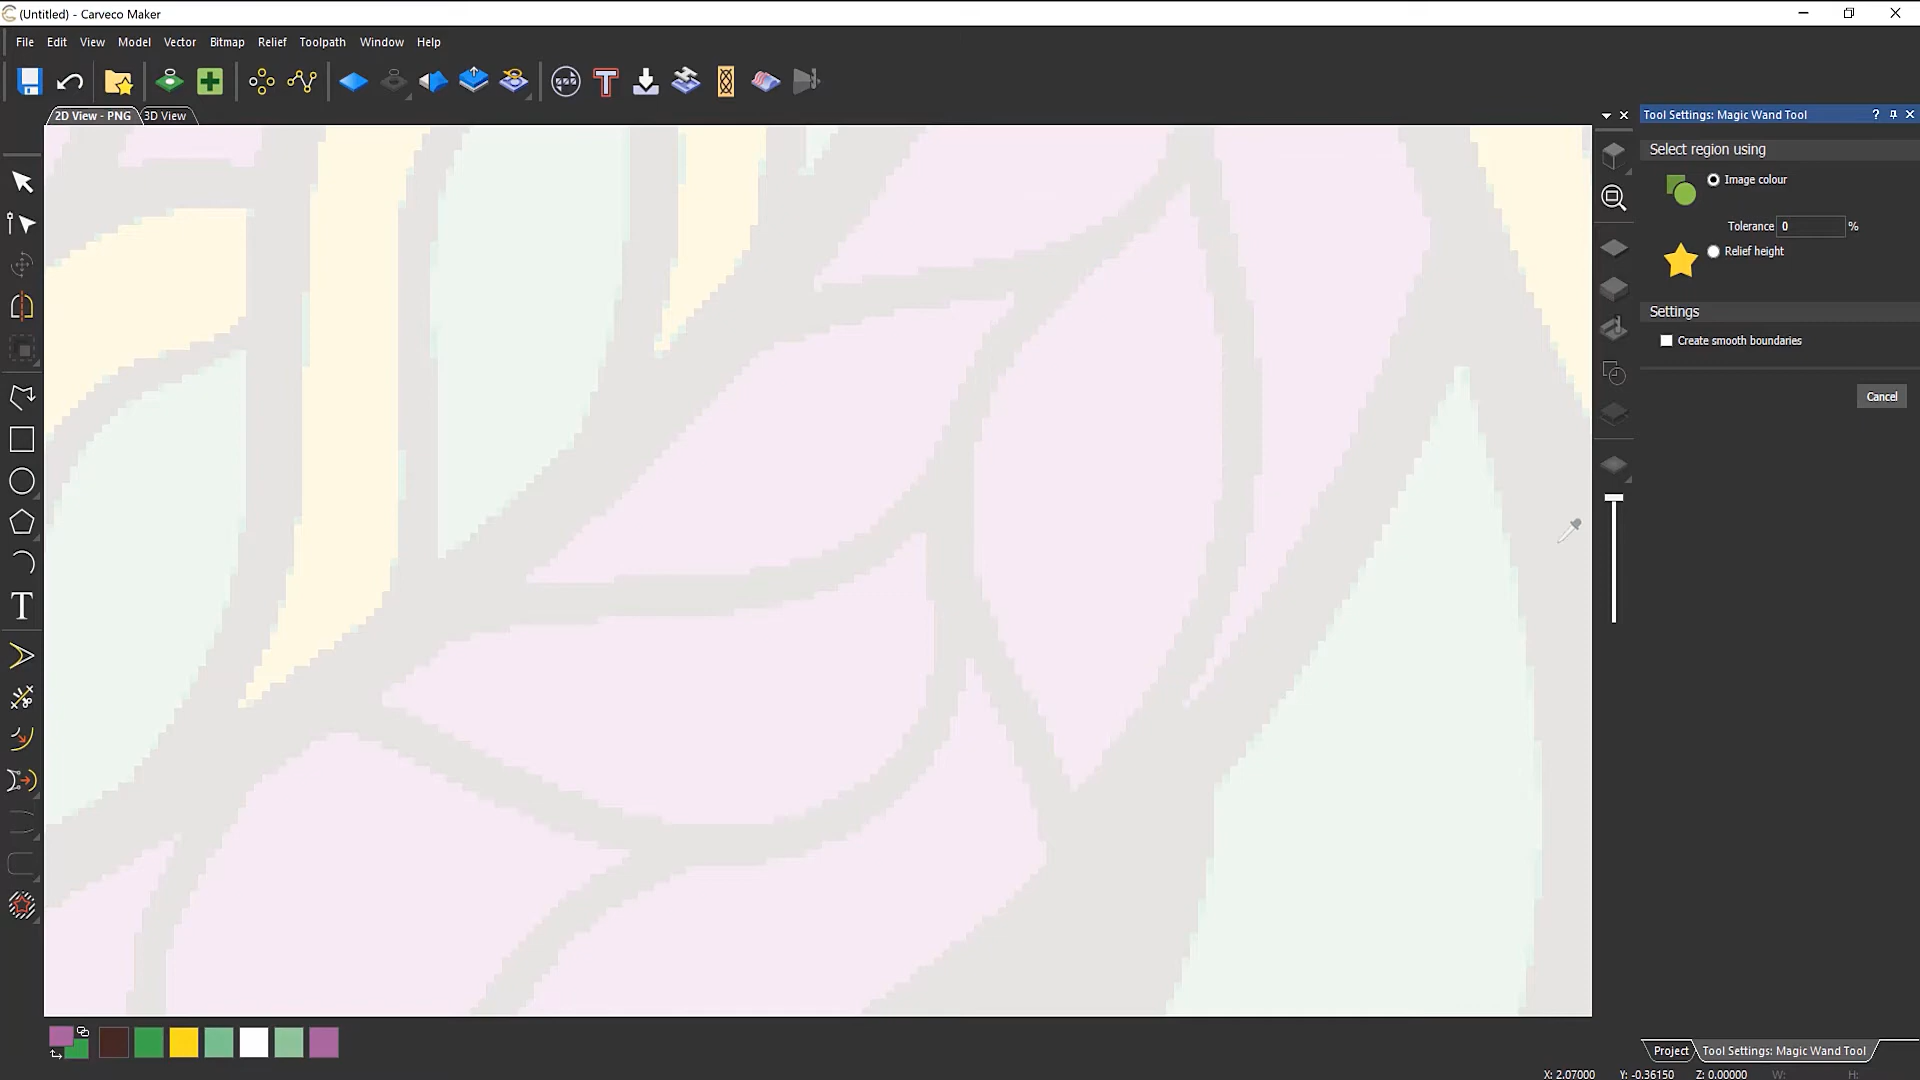 (Untitled) - Carveco Maker
File Edit View Model Vector Bitmap Relief Toolpath Window Help
2D View - PNG 3D View
Tool Settings: Magic Wand Tool
Select region using
Image colour
Tolerance 0 %
Relief height
Settings
Create smooth boundaries
Cancel
T
Project Tool Settings: Magic Wand Tool
X: 2.07000 Y: -0.36150 Z: 0.00000 W: H: